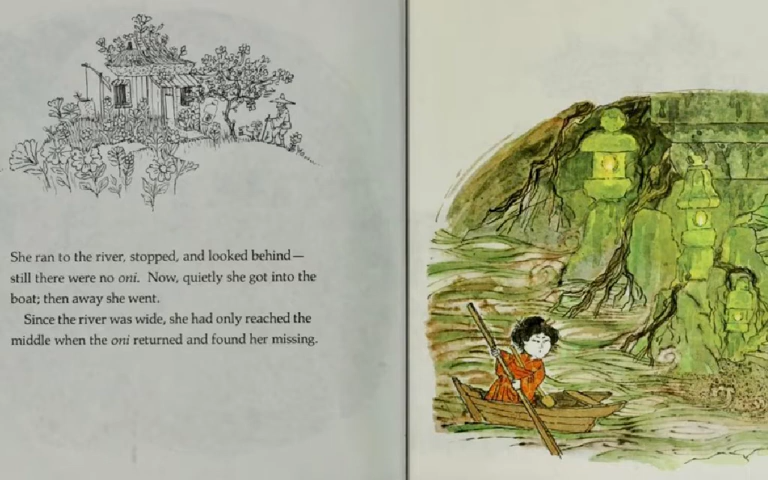 She ran to the river, stopped, and looked behind—
still there were no oni. Now, quietly she got into the
boat; then away she went.
Since the river was wide, she had only reached the
middle when the oni returned and found her missing.